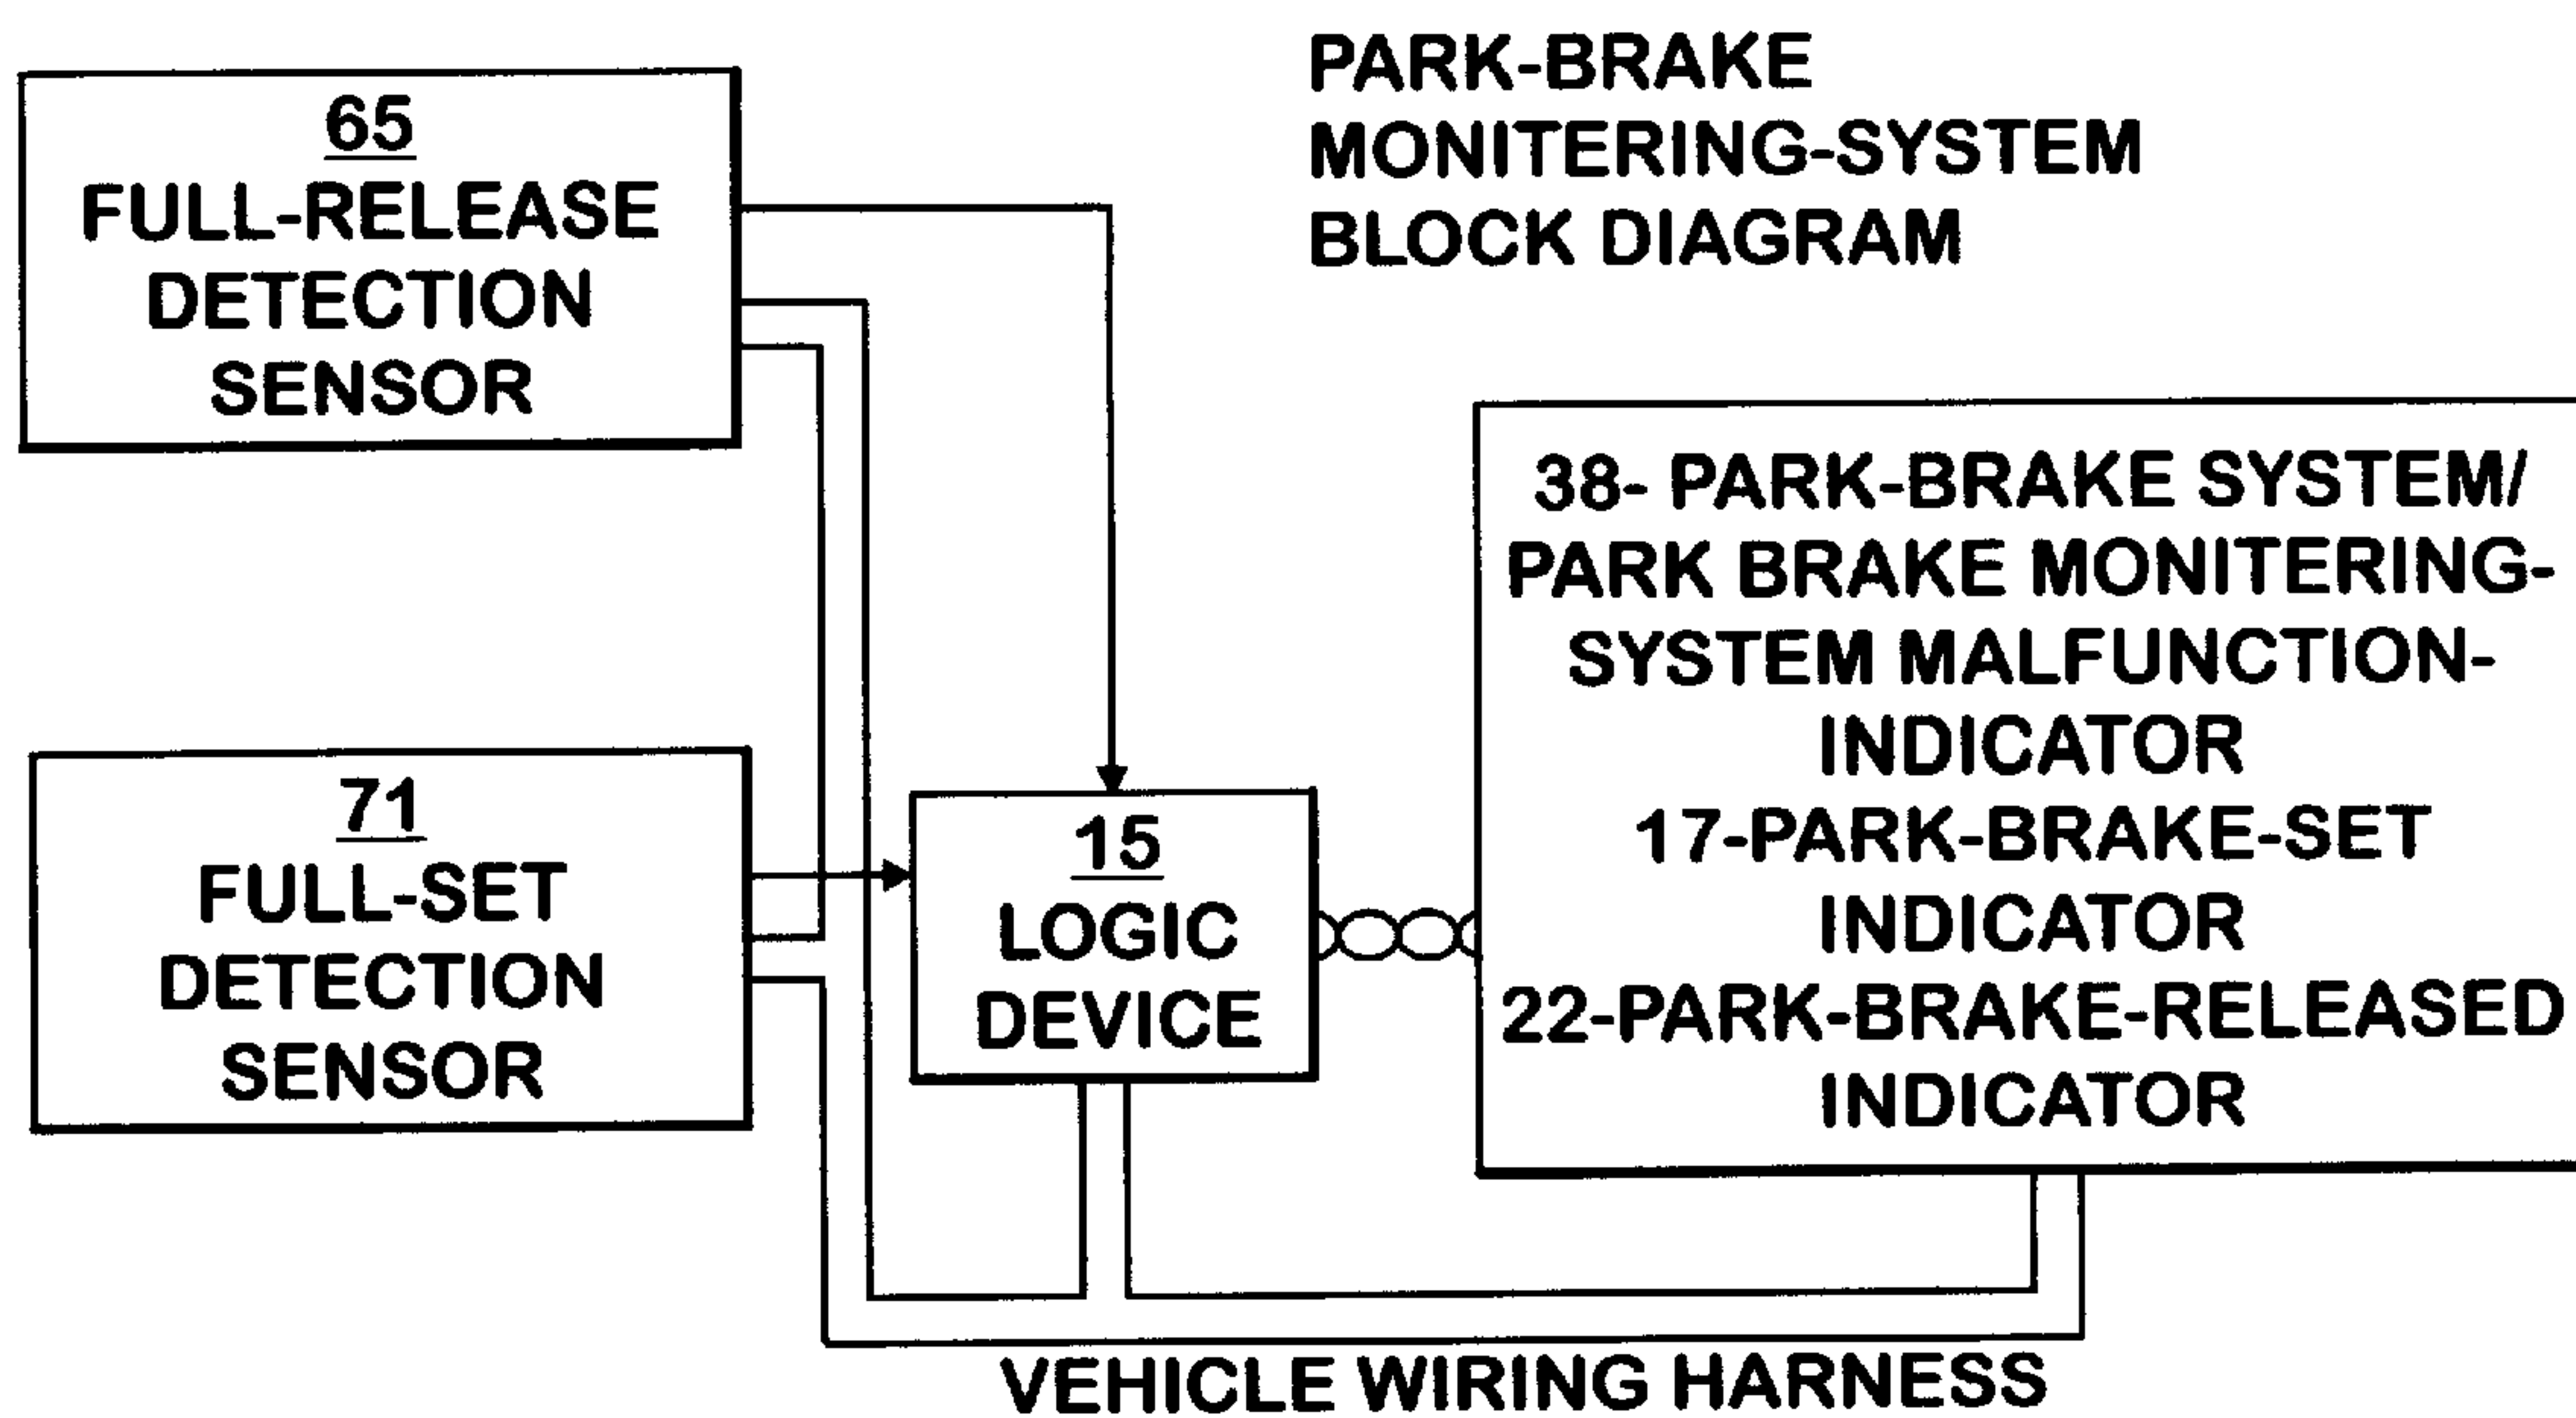 PARK-BRAKE
MONITERING-SYSTEM
BLOCK DIAGRAM
65
FULL-RELEASE
DETECTION
SENSOR
71
FULL-SET
DETECTION
SENSOR
15
LOGIC
DEVICE
38- PARK-BRAKE SYSTEM/
PARK BRAKE MONITERING-
SYSTEM MALFUNCTION-
INDICATOR
17-PARK-BRAKE-SET
INDICATOR
22-PARK-BRAKE-RELEASED
INDICATOR
VEHICLE WIRING HARNESS